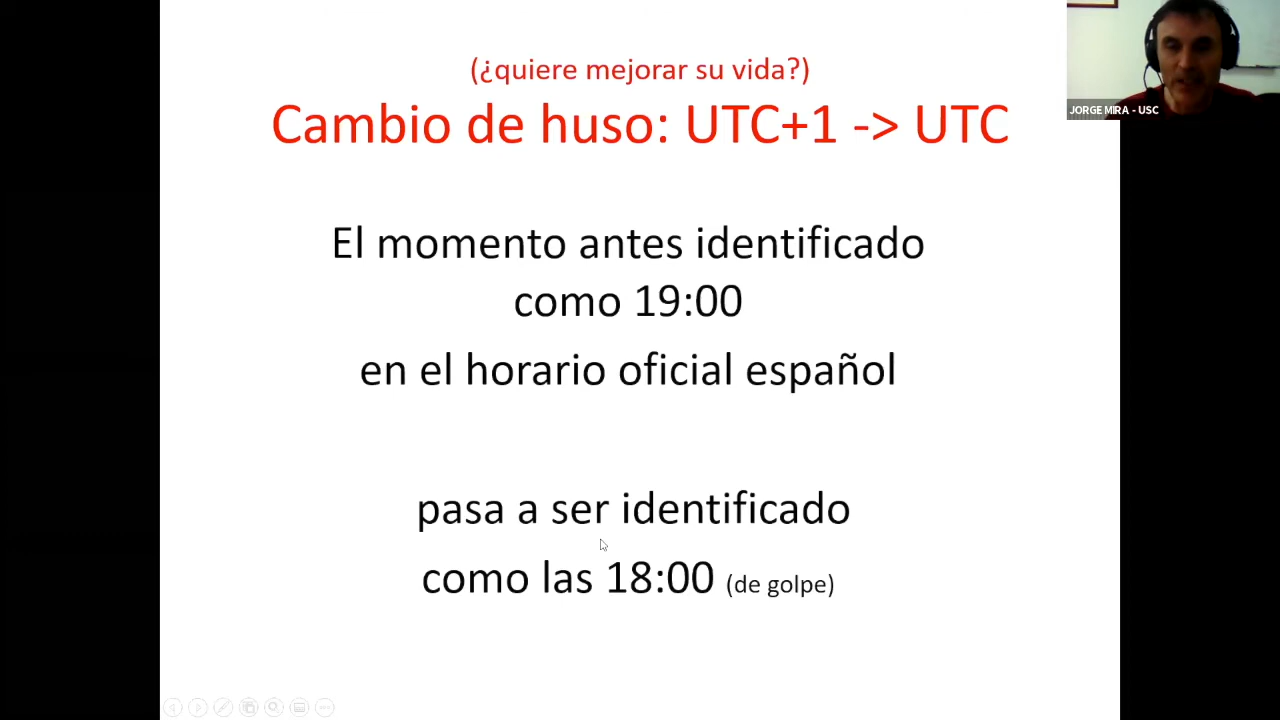 (¿quiere mejorar su vida?)
Cambio de huso: UTC+1 -> UTC
El momento antes identificado
como 19:00
en el horario oficial español
pasa a ser identificado
como las 18:00 (de golpe)
JORGE MIRA - USC